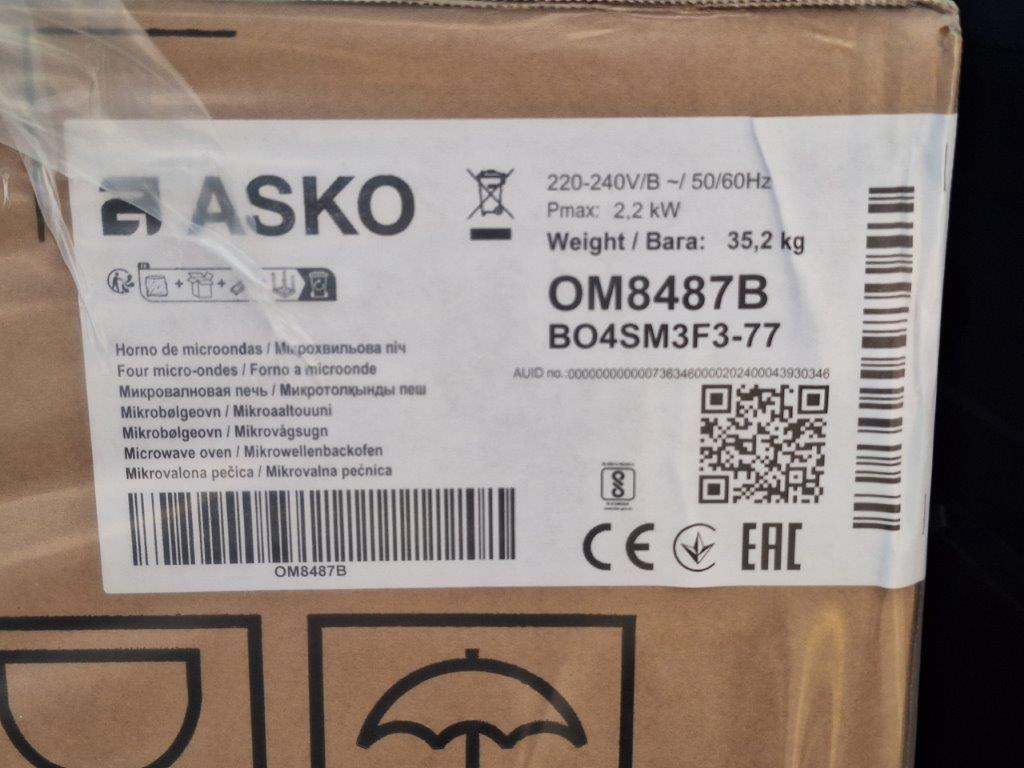 ASKO
220-240V/B ~/ 50/60Hz
Pmax: 2,2 kW
Weight / Вага: 35,2 kg
OM8487B
BO4SM3F3-77
AUID no.:0000000000007363460000202400043930346
Horno de microondas / Мікрохвильова піч
Four micro-ondes / Forno a microonde
Микровалновая печь / Микротолқынды пеш
Mikrobølgeovn / Mikroaaltouuni
Mikrobølgeovn / Mikrovågsugn
Microwave oven / Mikrowellenbackofen
Mikrovalona pečica / Mikrovalna pećnica
OM8487B
CE
EAC